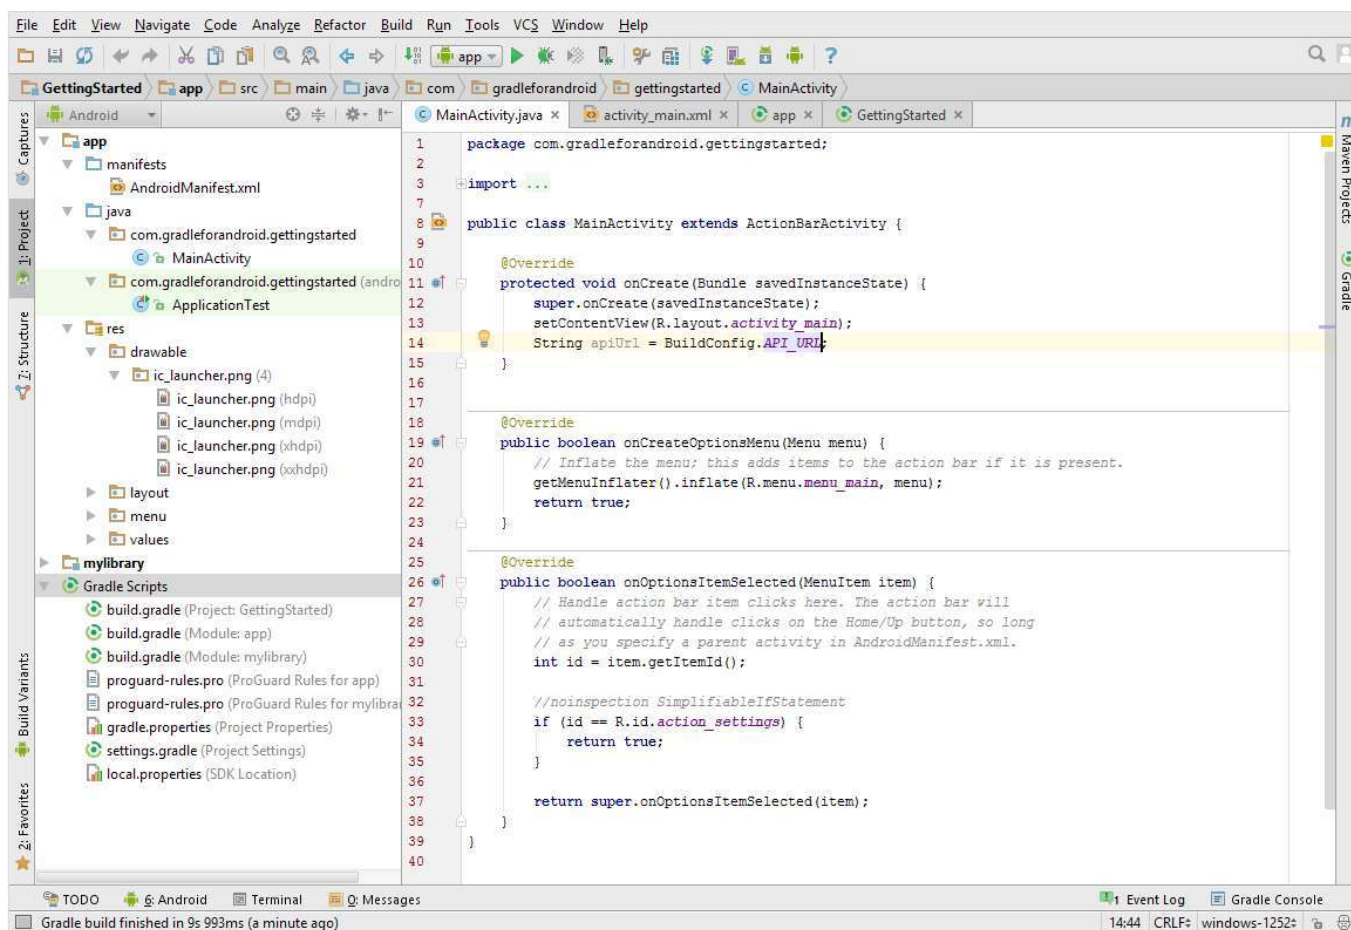 File Edit View Navigate Code Analyze Refactor Build Run Tools VCS Window Help
app
GettingStarted app src main java com gradleforandroid gettingstarted MainActivity
Android
MainActivity.java × activity_main.xml × app × GettingStarted ×
Captures
1: Project
7: Structure
Build Variants
2: Favorites
app
manifests
AndroidManifest.xml
java
com.gradleforandroid.gettingstarted
MainActivity
com.gradleforandroid.gettingstarted (andro
ApplicationTest
res
drawable
ic_launcher.png (4)
ic_launcher.png (hdpi)
ic_launcher.png (mdpi)
ic_launcher.png (xhdpi)
ic_launcher.png (xxhdpi)
layout
menu
values
mylibrary
Gradle Scripts
build.gradle (Project: GettingStarted)
build.gradle (Module: app)
build.gradle (Module: mylibrary)
proguard-rules.pro (ProGuard Rules for app)
proguard-rules.pro (ProGuard Rules for mylibra
gradle.properties (Project Properties)
settings.gradle (Project Settings)
local.properties (SDK Location)
1 package com.gradleforandroid.gettingstarted;
2
3 import ...
7
8 public class MainActivity extends ActionBarActivity {
9
10 @Override
11 protected void onCreate(Bundle savedInstanceState) {
12 super.onCreate(savedInstanceState);
13 setContentView(R.layout.activity_main);
14 String apiUrl = BuildConfig.API_URL;
15 }
16
17
18 @Override
19 public boolean onCreateOptionsMenu(Menu menu) {
20 // Inflate the menu; this adds items to the action bar if it is present.
21 getMenuInflater().inflate(R.menu.menu_main, menu);
22 return true;
23 }
24
25 @Override
26 public boolean onOptionsItemSelected(MenuItem item) {
27 // Handle action bar item clicks here. The action bar will
28 // automatically handle clicks on the Home/Up button, so long
29 // as you specify a parent activity in AndroidManifest.xml.
30 int id = item.getItemId();
31
32 //noinspection SimplifiableIfStatement
33 if (id == R.id.action_settings) {
34 return true;
35 }
36
37 return super.onOptionsItemSelected(item);
38 }
39 }
40
m Maven Projects
Gradle
TODO 6: Android Terminal 0: Messages 1 Event Log Gradle Console
Gradle build finished in 9s 993ms (a minute ago) 14:44 CRLF windows-1252